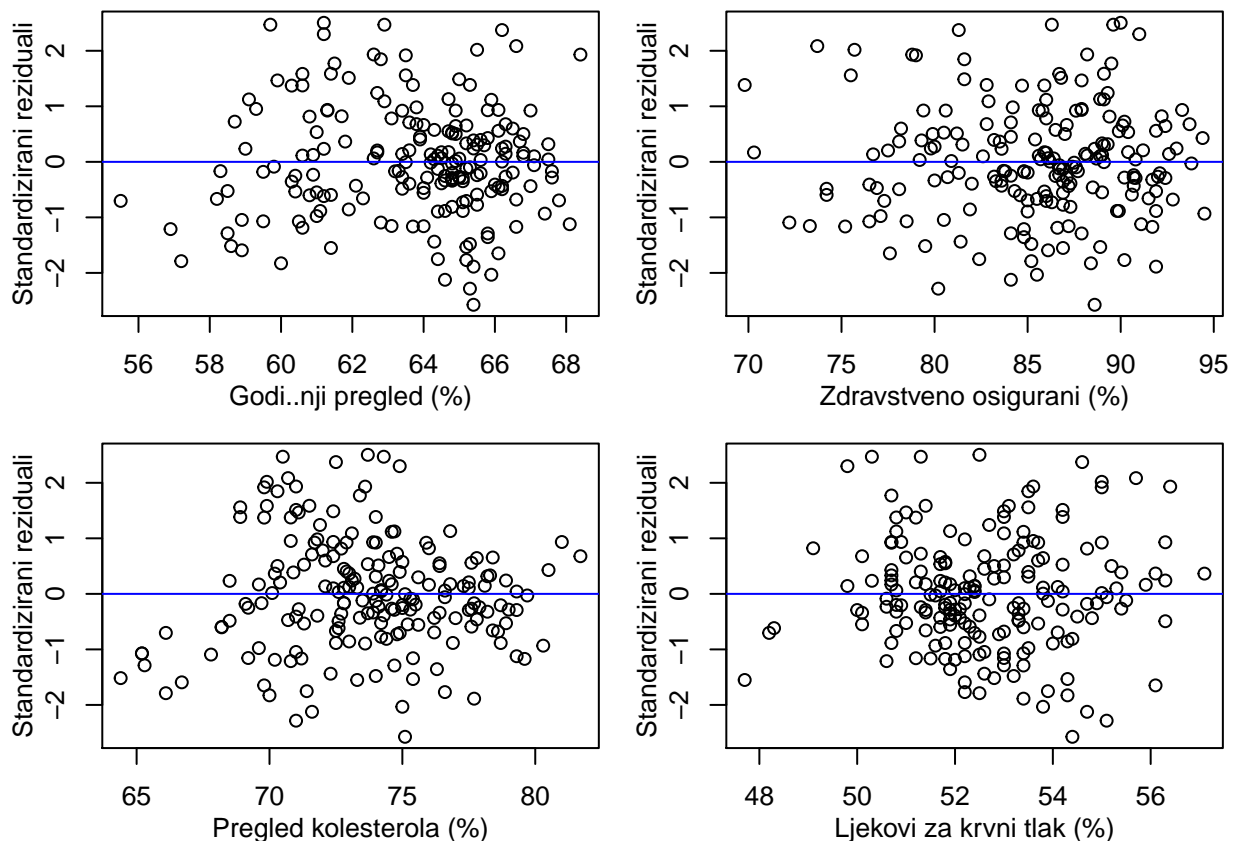 Standardizirani reziduali
2
1
0
−1
−2
56 58 60 62 64 66 68
Godi..nji pregled (%)
Standardizirani reziduali
2
1
0
−1
−2
70 75 80 85 90 95
Zdravstveno osigurani (%)
Standardizirani reziduali
2
1
0
−1
−2
65 70 75 80
Pregled kolesterola (%)
Standardizirani reziduali
2
1
0
−1
−2
48 50 52 54 56
Ljekovi za krvni tlak (%)